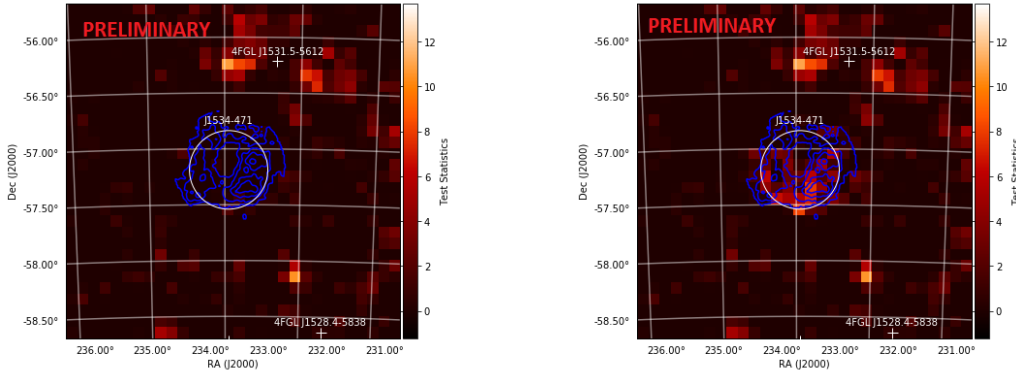 PRELIMINARY
4FGL J1531.5-5612
J1534-471
4FGL J1528.4-5838
-56.00°
-56.50°
-57.00°
-57.50°
-58.00°
-58.50°
Dec (J2000)
236.00°
235.00°
234.00°
233.00°
232.00°
231.00°
RA (J2000)
12
10
8
6
4
2
0
Test Statistics
PRELIMINARY
4FGL J1531.5-5612
J1534-471
4FGL J1528.4-5838
-56.00°
-56.50°
-57.00°
-57.50°
-58.00°
-58.50°
Dec (J2000)
236.00°
235.00°
234.00°
233.00°
232.00°
231.00°
RA (J2000)
12
10
8
6
4
2
0
Test Statistics